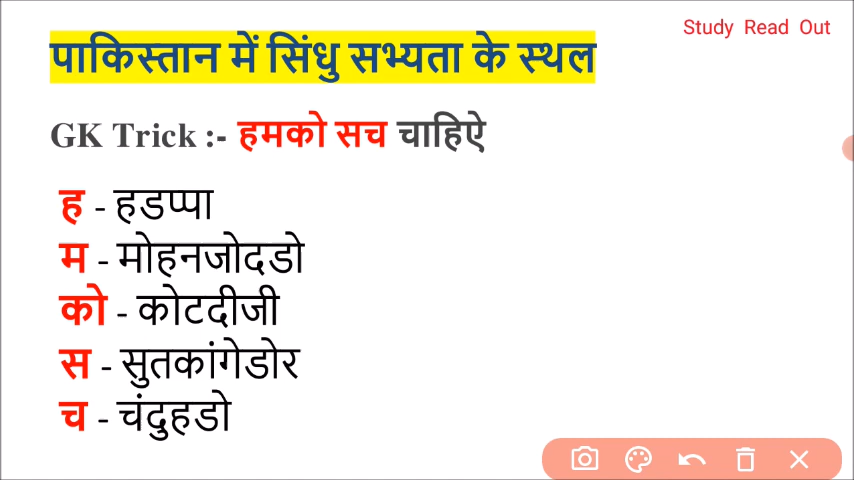 Study Read Out
पाकिस्तान में सिंधु सभ्यता के स्थल
GK Trick :- हमको सच चाहिऐ
ह - हडप्पा
म - मोहनजोदडो
को - कोटदीजी
स - सुतकांगेडोर
च - चंदुहडो